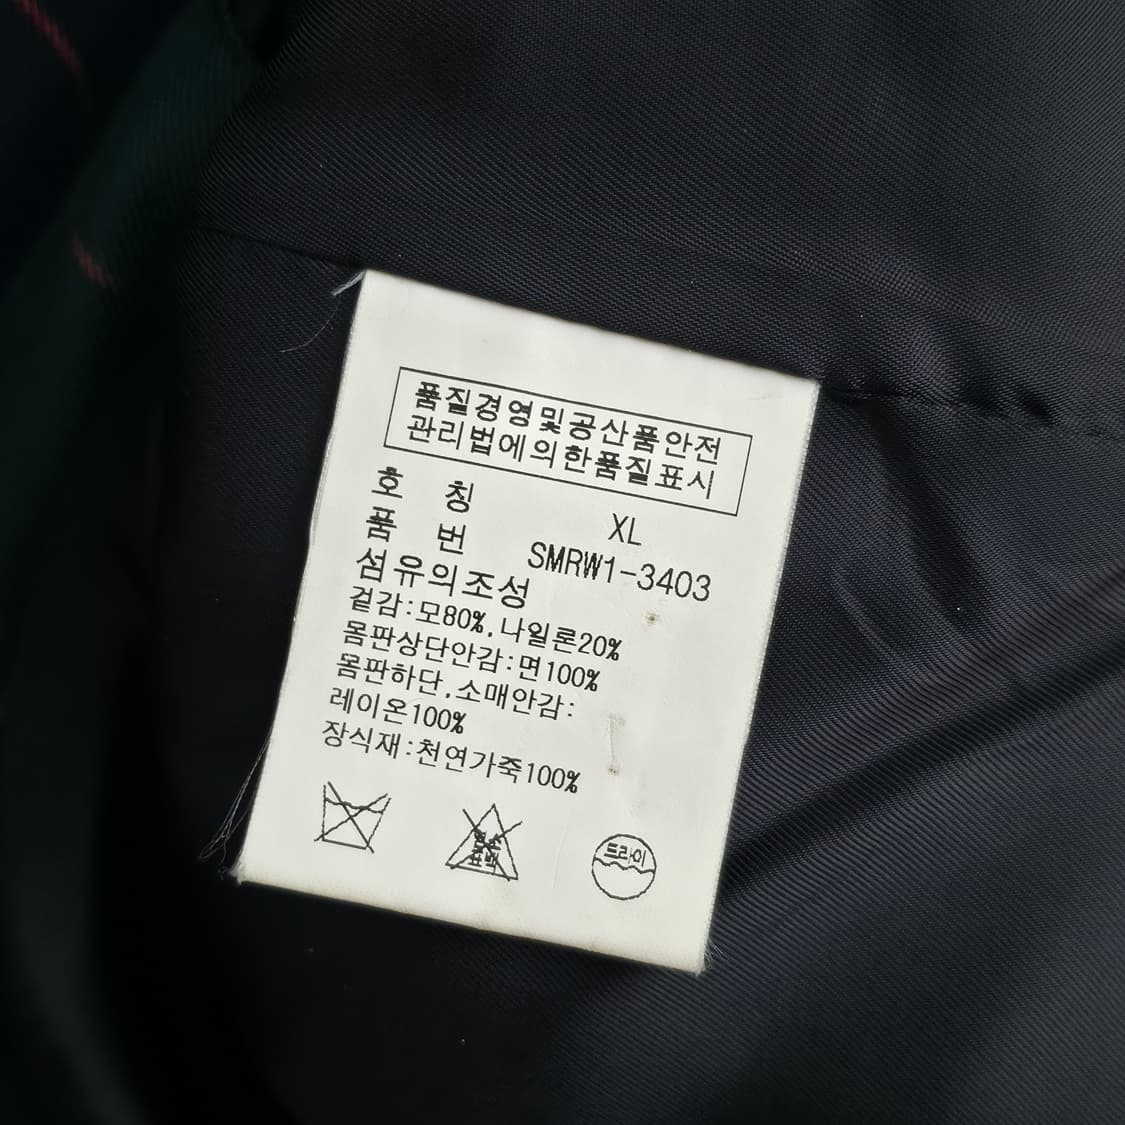 품질경영및공산품안전
관리법에의한품질표시
호 칭 XL
품 번 SMRW1-3403
섬유의조성
겉감:모80%,나일론20%
몸판상단안감:면100%
몸판하단,소매안감:
레이온100%
장식재:천연가죽100%
염소
표백
드라이